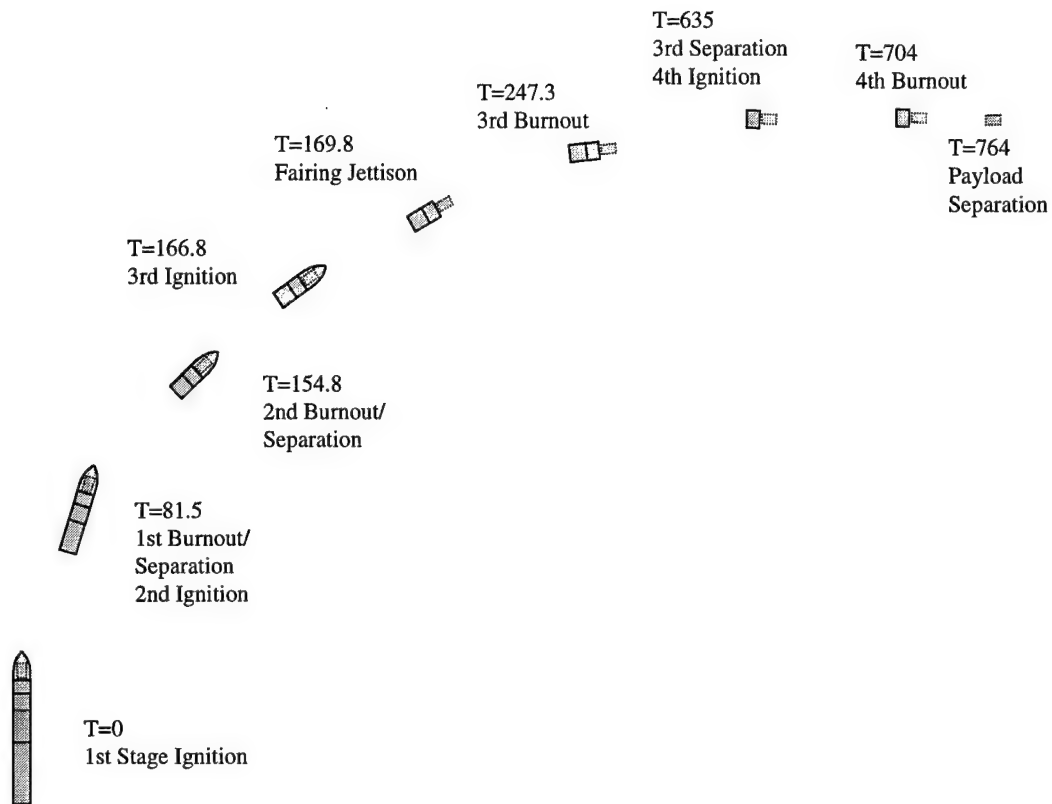 T=635
3rd Separation
4th Ignition
T=704
4th Burnout
T=247.3
3rd Burnout
T=764
Payload
Separation
T=169.8
Fairing Jettison
T=166.8
3rd Ignition
T=154.8
2nd Burnout/
Separation
T=81.5
1st Burnout/
Separation
2nd Ignition
T=0
1st Stage Ignition